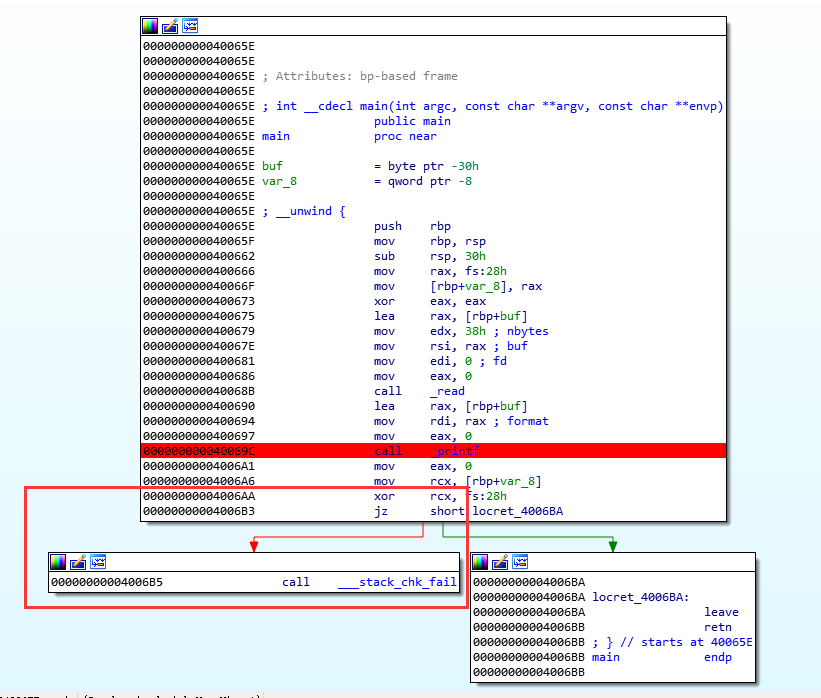 000000000040065E
000000000040065E
000000000040065E ; Attributes: bp-based frame
000000000040065E
000000000040065E ; int __cdecl main(int argc, const char **argv, const char **envp)
000000000040065E public main
000000000040065E main proc near
000000000040065E
000000000040065E buf = byte ptr -30h
000000000040065E var_8 = qword ptr -8
000000000040065E
000000000040065E ; __unwind {
000000000040065E push rbp
000000000040065F mov rbp, rsp
0000000000400662 sub rsp, 30h
0000000000400666 mov rax, fs:28h
000000000040066F mov [rbp+var_8], rax
0000000000400673 xor eax, eax
0000000000400675 lea rax, [rbp+buf]
0000000000400679 mov edx, 38h ; nbytes
000000000040067E mov rsi, rax ; buf
0000000000400681 mov edi, 0 ; fd
0000000000400686 mov eax, 0
000000000040068B call _read
0000000000400690 lea rax, [rbp+buf]
0000000000400694 mov rdi, rax ; format
0000000000400697 mov eax, 0
000000000040069C call _printf
00000000004006A1 mov eax, 0
00000000004006A6 mov rcx, [rbp+var_8]
00000000004006AA xor rcx, fs:28h
00000000004006B3 jz short locret_4006BA
00000000004006B5 call ___stack_chk_fail
00000000004006BA
00000000004006BA locret_4006BA:
00000000004006BA leave
00000000004006BB retn
00000000004006BB ; } // starts at 40065E
00000000004006BB main endp
00000000004006BB